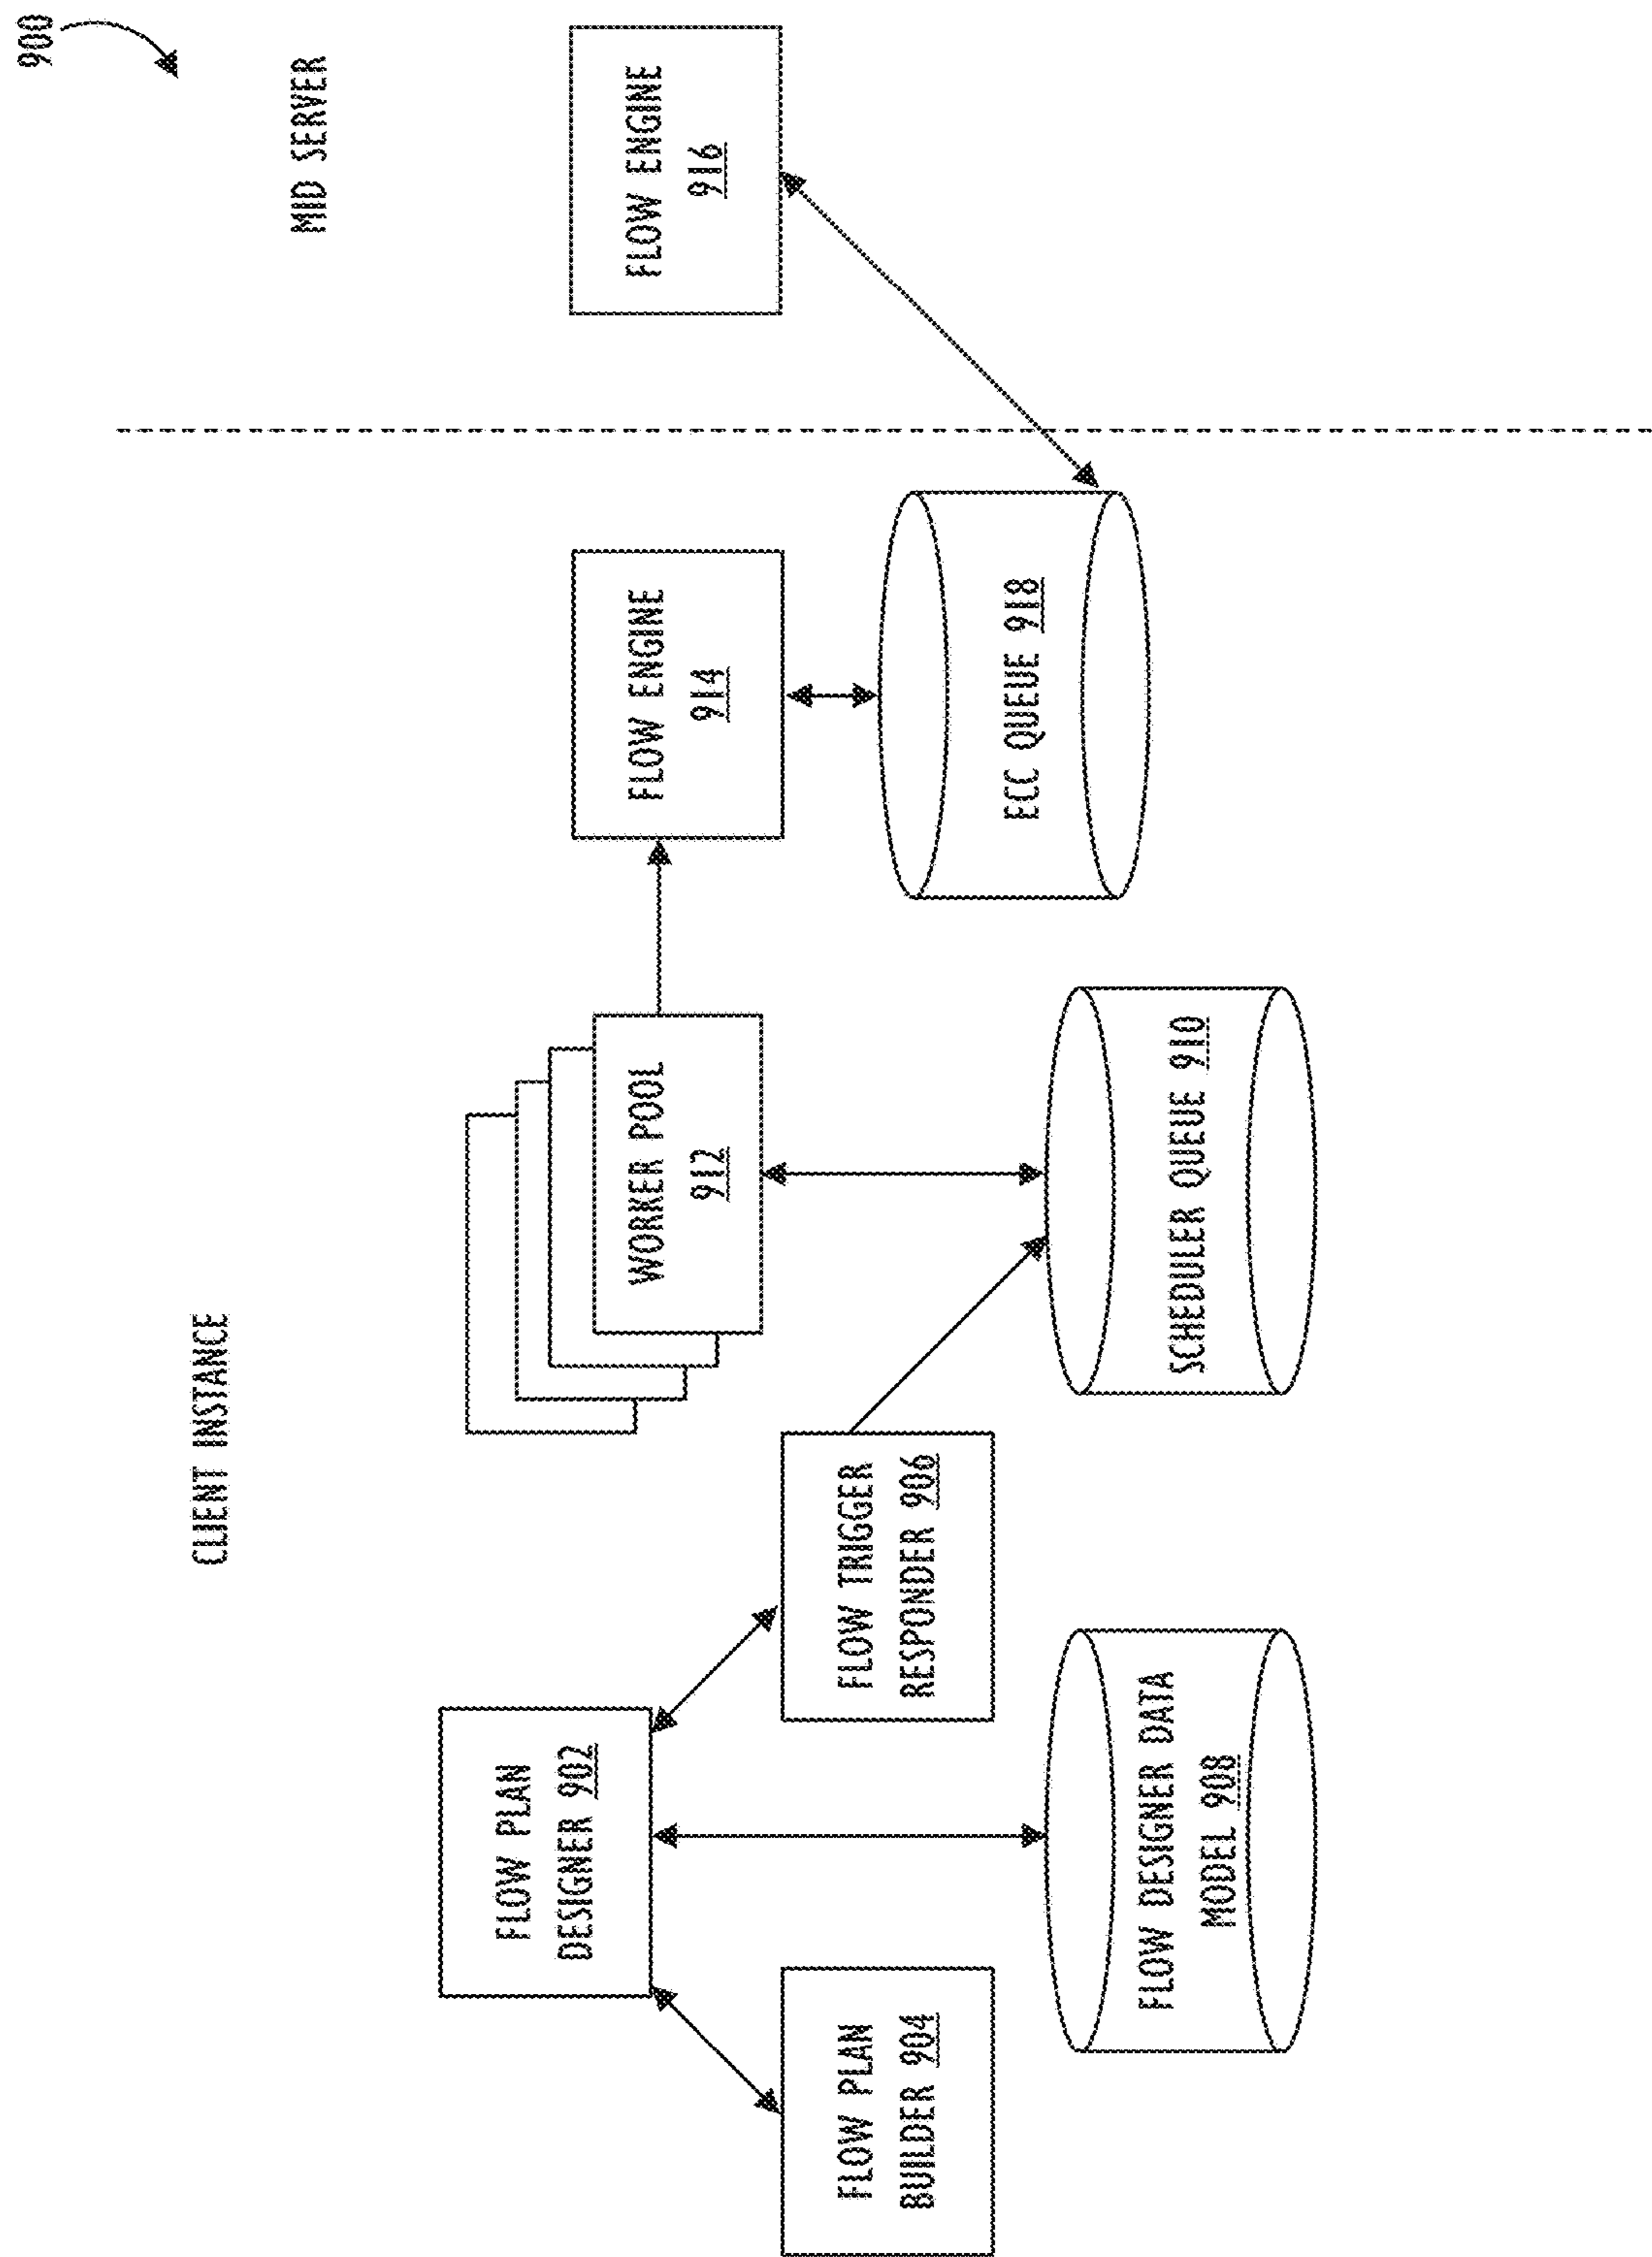 900
CLIENT INSTANCE
MID SERVER
FLOW PLAN
DESIGNER 902
FLOW PLAN
BUILDER 904
FLOW TRIGGER
RESPONDER 906
FLOW DESIGNER DATA
MODEL 908
WORKER POOL
912
SCHEDULER QUEUE 910
FLOW ENGINE
914
ECC QUEUE 918
FLOW ENGINE
916